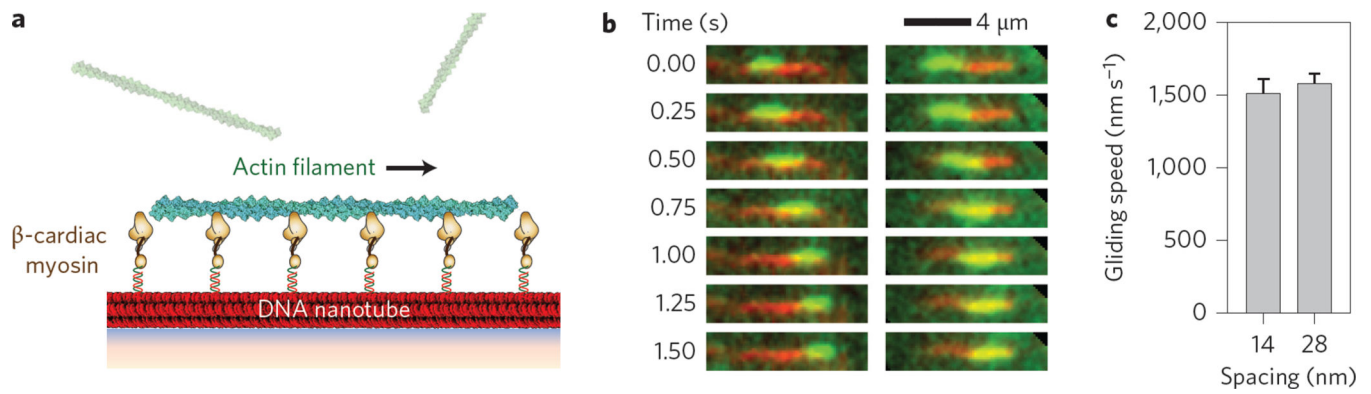 a
Actin filament
β-cardiac
myosin
DNA nanotube
b
Time (s)
4 μm
0.00
0.25
0.50
0.75
1.00
1.25
1.50
c
2,000
1,500
1,000
500
0
Gliding speed (nm s⁻¹)
14 28
Spacing (nm)